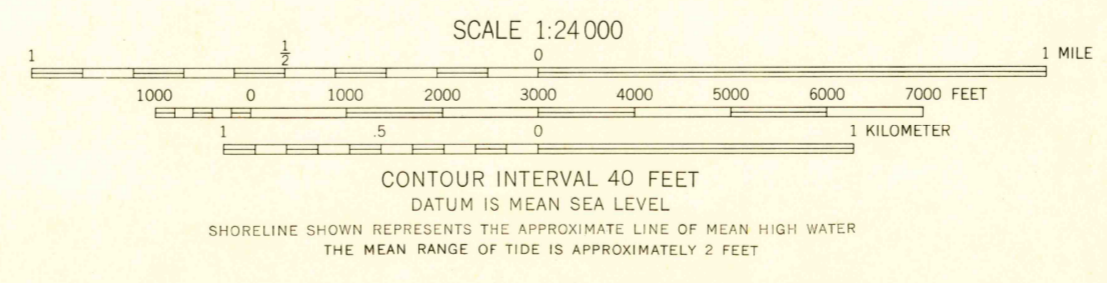 SCALE 1:24 000
1 1/2 0 1 MILE
1000 0 1000 2000 3000 4000 5000 6000 7000 FEET
1 .5 0 1 KILOMETER
CONTOUR INTERVAL 40 FEET
DATUM IS MEAN SEA LEVEL
SHORELINE SHOWN REPRESENTS THE APPROXIMATE LINE OF MEAN HIGH WATER
THE MEAN RANGE OF TIDE IS APPROXIMATELY 2 FEET